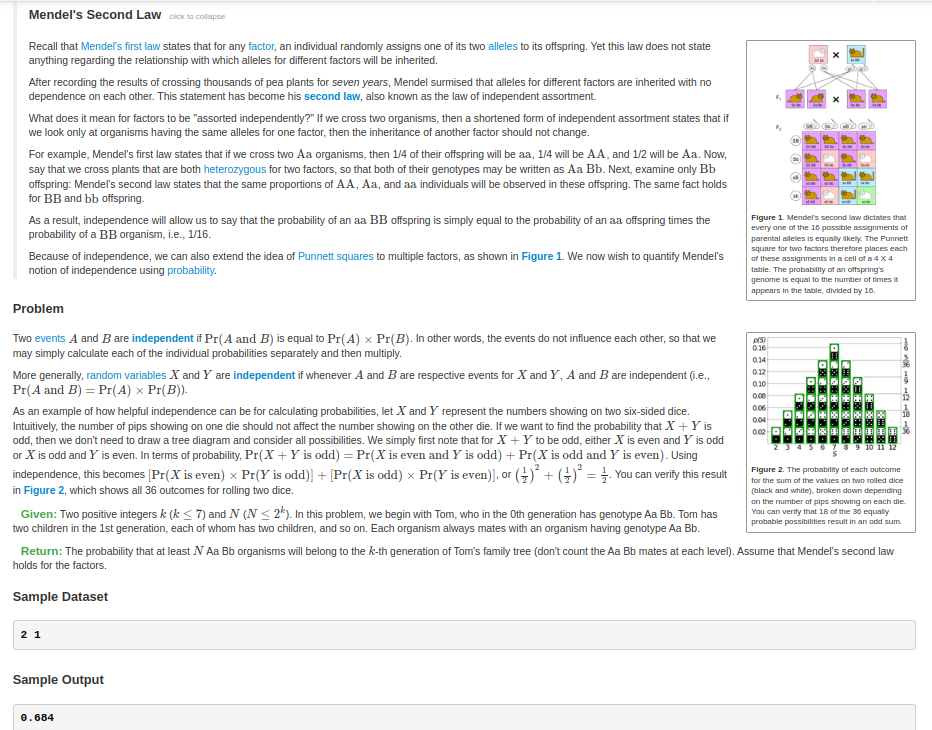 Mendel's Second Law click to collapse
Recall that Mendel's first law states that for any factor, an individual randomly assigns one of its two alleles to its offspring. Yet this law does not state
anything regarding the relationship with which alleles for different factors will be inherited.
After recording the results of crossing thousands of pea plants for seven years, Mendel surmised that alleles for different factors are inherited with no
dependence on each other. This statement has become his second law, also known as the law of independent assortment.
What does it mean for factors to be "assorted independently?" If we cross two organisms, then a shortened form of independent assortment states that if
we look only at organisms having the same alleles for one factor, then the inheritance of another factor should not change.
For example, Mendel's first law states that if we cross two Aa organisms, then 1/4 of their offspring will be aa, 1/4 will be AA, and 1/2 will be Aa. Now,
say that we cross plants that are both heterozygous for two factors, so that both of their genotypes may be written as Aa Bb. Next, examine only Bb
offspring: Mendel's second law states that the same proportions of AA, Aa, and aa individuals will be observed in these offspring. The same fact holds
for BB and bb offspring.
As a result, independence will allow us to say that the probability of an aa BB offspring is simply equal to the probability of an aa offspring times the
probability of a BB organism, i.e., 1/16.
Because of independence, we can also extend the idea of Punnett squares to multiple factors, as shown in Figure 1. We now wish to quantify Mendel's
notion of independence using probability.
Figure 1. Mendel's second law dictates that
every one of the 16 possible assignments of
parental alleles is equally likely. The Punnett
square for two factors therefore places each
of these assignments in a cell of a 4 X 4
table. The probability of an offspring's
genome is equal to the number of times it
appears in the table, divided by 16.
Problem
Two events A and B are independent if Pr(A and B) is equal to Pr(A) × Pr(B). In other words, the events do not influence each other, so that we
may simply calculate each of the individual probabilities separately and then multiply.
More generally, random variables X and Y are independent if whenever A and B are respective events for X and Y, A and B are independent (i.e.,
Pr(A and B) = Pr(A) × Pr(B)).
As an example of how helpful independence can be for calculating probabilities, let X and Y represent the numbers showing on two six-sided dice.
Intuitively, the number of pips showing on one die should not affect the number showing on the other die. If we want to find the probability that X + Y is
odd, then we don't need to draw a tree diagram and consider all possibilities. We simply first note that for X + Y to be odd, either X is even and Y is odd
or X is odd and Y is even. In terms of probability, Pr(X + Y is odd) = Pr(X is even and Y is odd) + Pr(X is odd and Y is even). Using
independence, this becomes [Pr(X is even) × Pr(Y is odd)] + [Pr(X is odd) × Pr(Y is even)], or (1/2)² + (1/2)² = 1/2. You can verify this result
in Figure 2, which shows all 36 outcomes for rolling two dice.
p(S)
0.16
0.14
0.12
0.10
0.08
0.06
0.04
0.02
2 3 4 5 6 7 8 9 10 11 12
S
Figure 2. The probability of each outcome
for the sum of the values on two rolled dice
(black and white), broken down depending
on the number of pips showing on each die.
You can verify that 18 of the 36 equally
probable possibilities result in an odd sum.
Given: Two positive integers k (k ≤ 7) and N (N ≤ 2ᵏ). In this problem, we begin with Tom, who in the 0th generation has genotype Aa Bb. Tom has
two children in the 1st generation, each of whom has two children, and so on. Each organism always mates with an organism having genotype Aa Bb.
Return: The probability that at least N Aa Bb organisms will belong to the k-th generation of Tom's family tree (don't count the Aa Bb mates at each level). Assume that Mendel's second law
holds for the factors.
Sample Dataset
2 1
Sample Output
0.684